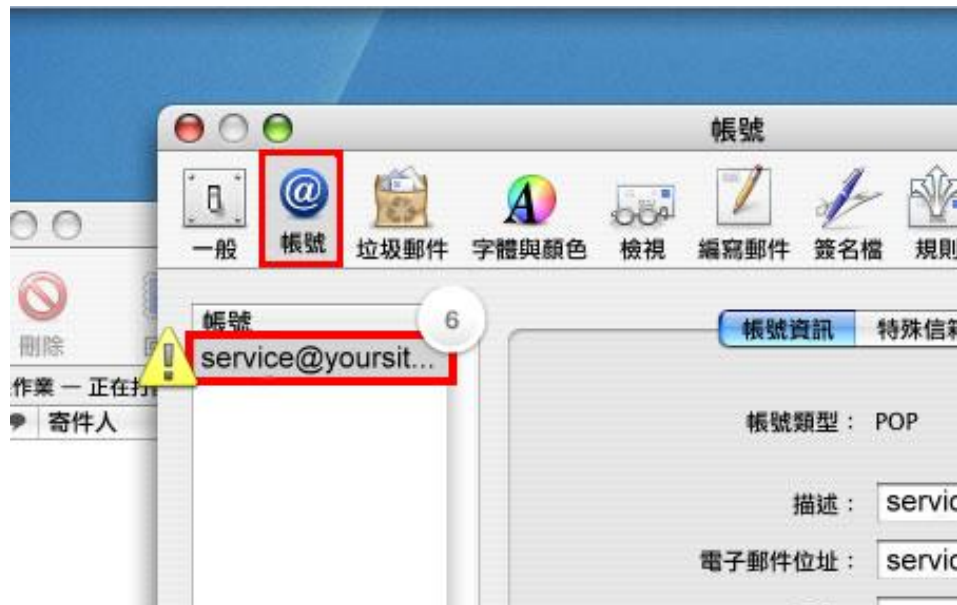 帳號
一般 帳號 垃圾郵件 字體與顏色 檢視 編寫郵件 簽名檔 規則
刪除
帳號 6
帳號資訊 特殊信
service@yoursit...
作業 — 正在打
寄件人
帳號類型： POP
描述： servic
電子郵件位址： servic